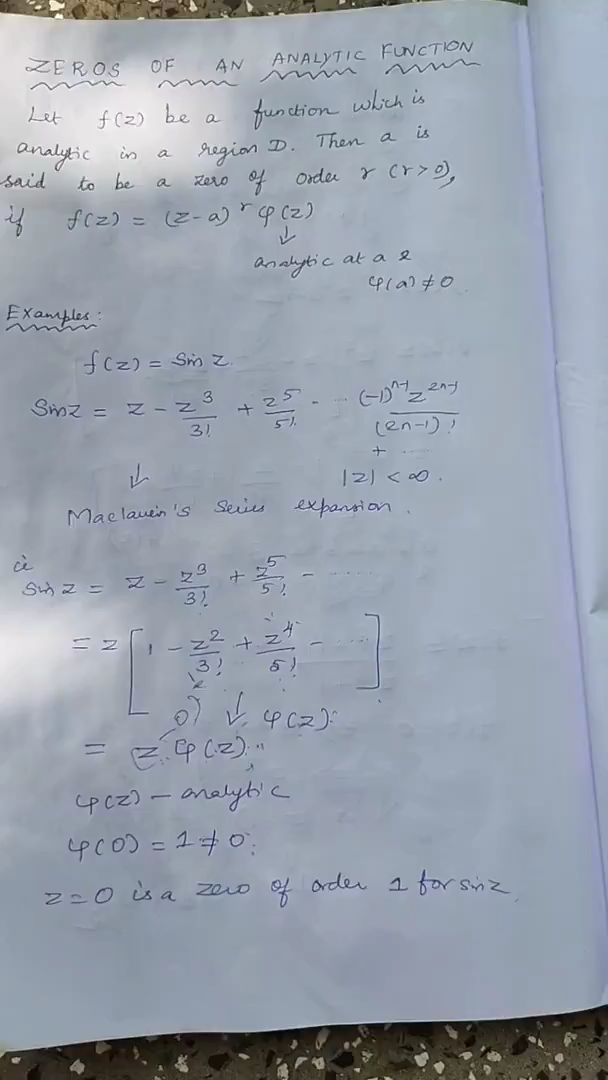 ZEROS OF AN ANALYTIC FUNCTION
Let f(z) be a function which is
analytic in a region D. Then a is
said to be a zero of order r (r>0),
if f(z) = (z-a)^r φ(z)
↓
analytic at a &
φ(a) ≠ 0
Examples:
f(z) = Sin z.
Sin z = z - z^3/3! + z^5/5! - ... (-1)^{n-1} z^{2n-1}/(2n-1)!
+ ...
↓ |z| < ∞.
Maclaurin's Series expansion.
ie
Sin z = z - z^3/3! + z^5/5! - .....
= z [1 - z^2/3! + z^4/5! - .....]
↓ φ(z).
= z φ(z)..
φ(z) - analytic
φ(0) = 1 ≠ 0.
z=0 is a zero of order 1 for sin z.